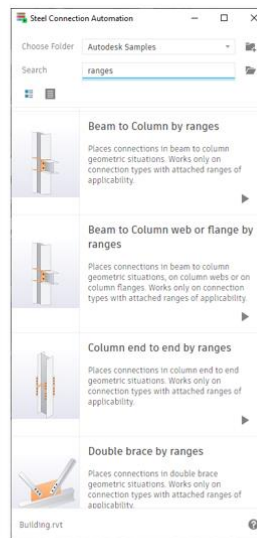 Steel Connection Automation
Choose Folder
Autodesk Samples
Search
ranges
Beam to Column by ranges
Places connections in beam to column
geometric situations. Works only on
connection types with attached ranges of
applicability.
Beam to Column web or flange by
ranges
Places connections in beam to column
geometric situations, on column webs or on
column flanges. Works only on connection
types with attached ranges of applicability.
Column end to end by ranges
Places connections in column end to end
geometric situations. Works only on
connection types with attached ranges of
applicability.
Double brace by ranges
Places connections in double brace
geometric situations. Works only on
connection types with attached ranges of
applicability.
Building.rvt
?